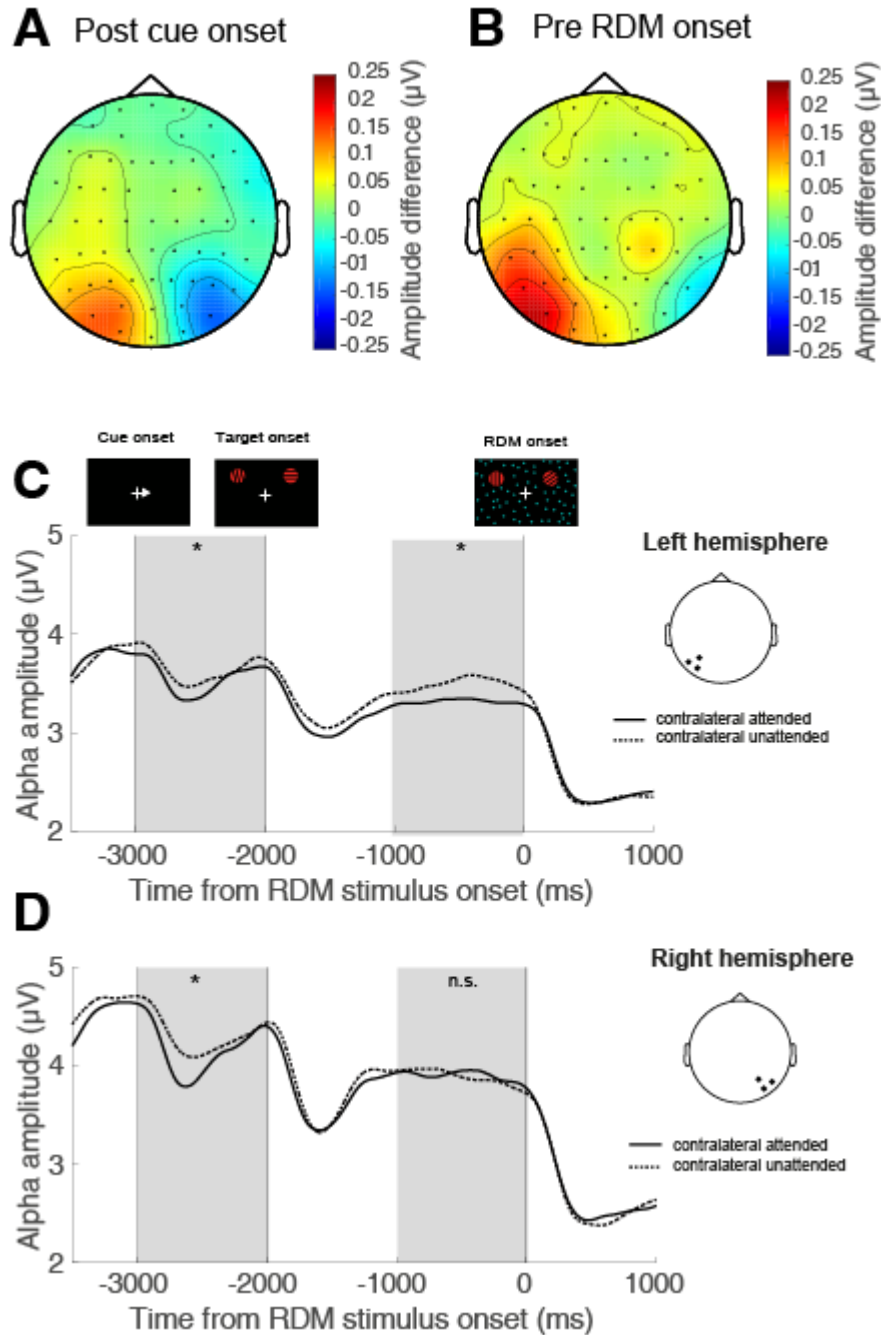 A Post cue onset
B Pre RDM onset
0.25
0.2
0.15
0.1
0.05
0
-0.05
-01
-0.15
-02
-0.25
Amplitude difference (µV)
0.25
0.2
0.15
0.1
0.05
0
-0.05
-01
-0.15
-02
-0.25
Amplitude difference (µV)
C
Cue onset
Target onset
RDM onset
5
4
3
2
Alpha amplitude (µV)
*
*
-3000 -2000 -1000 0 1000
Time from RDM stimulus onset (ms)
Left hemisphere
contralateral attended
contralateral unattended
D
5
4
3
2
Alpha amplitude (µV)
*
n.s.
-3000 -2000 -1000 0 1000
Time from RDM stimulus onset (ms)
Right hemisphere
contralateral attended
contralateral unattended